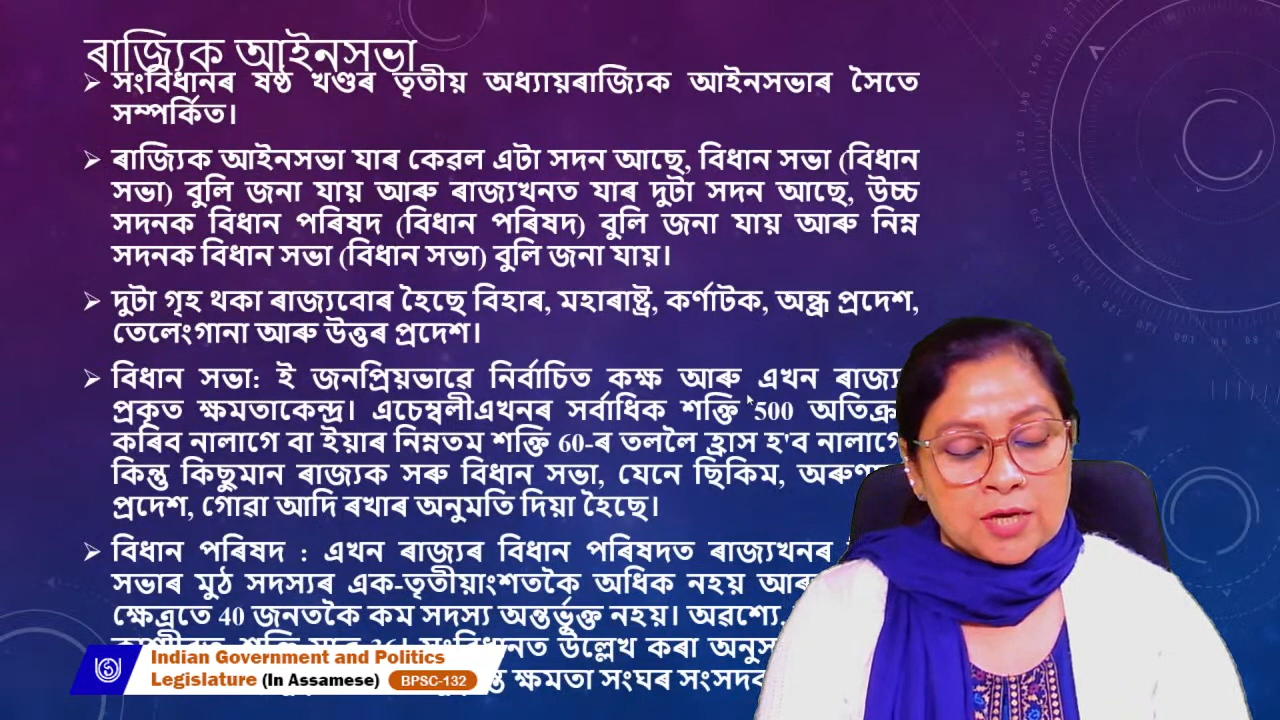 ৰাজ্যিক আইনসভা
➢ সংবিধানৰ ষষ্ঠ খণ্ডৰ তৃতীয় অধ্যায়ৰাজ্যিক আইনসভাৰ সৈতে
সম্পৰ্কিত।
➢ ৰাজ্যিক আইনসভা যাৰ কেৱল এটা সদন আছে, বিধান সভা (বিধান
সভা) বুলি জনা যায় আৰু ৰাজ্যখনত যাৰ দুটা সদন আছে, উচ্চ
সদনক বিধান পৰিষদ (বিধান পৰিষদ) বুলি জনা যায় আৰু নিম্ন
সদনক বিধান সভা (বিধান সভা) বুলি জনা যায়।
➢ দুটা গৃহ থকা ৰাজ্যবোৰ হৈছে বিহাৰ, মহাৰাষ্ট্ৰ, কৰ্ণাটক, অন্ধ্ৰ প্ৰদেশ,
তেলেংগানা আৰু উত্তৰ প্ৰদেশ।
➢ বিধান সভা: ই জনপ্ৰিয়ভাৱে নিৰ্বাচিত কক্ষ আৰু এখন
প্ৰকৃত ক্ষমতাকেন্দ্ৰ। এচেম্বলীএখনৰ সৰ্বাধিক শক্তি 500
কৰিব নালাগে বা ইয়াৰ নিম্নতম শক্তি 60-ৰ তললৈ হ্ৰাস হ'ব নালাগে
কিন্তু কিছুমান ৰাজ্যক সৰু বিধান সভা, যেনে ছিকিম,
প্ৰদেশ, গোৱা আদি ৰখাৰ অনুমতি দিয়া হৈছে।
➢ বিধান পৰিষদ : এখন ৰাজ্যৰ বিধান পৰিষদত ৰাজ্যখনৰ
সভাৰ মুঠ সদস্যৰ এক-তৃতীয়াংশতকৈ অধিক নহয়
ক্ষেত্ৰতে 40 জনতকৈ কম সদস্য অন্তৰ্ভুক্ত নহয়। অৱশ্যে
উল্লেখ কৰা
ক্ষমতা সংঘৰ
Indian Government and Politics
Legislature (In Assamese) BPSC-132